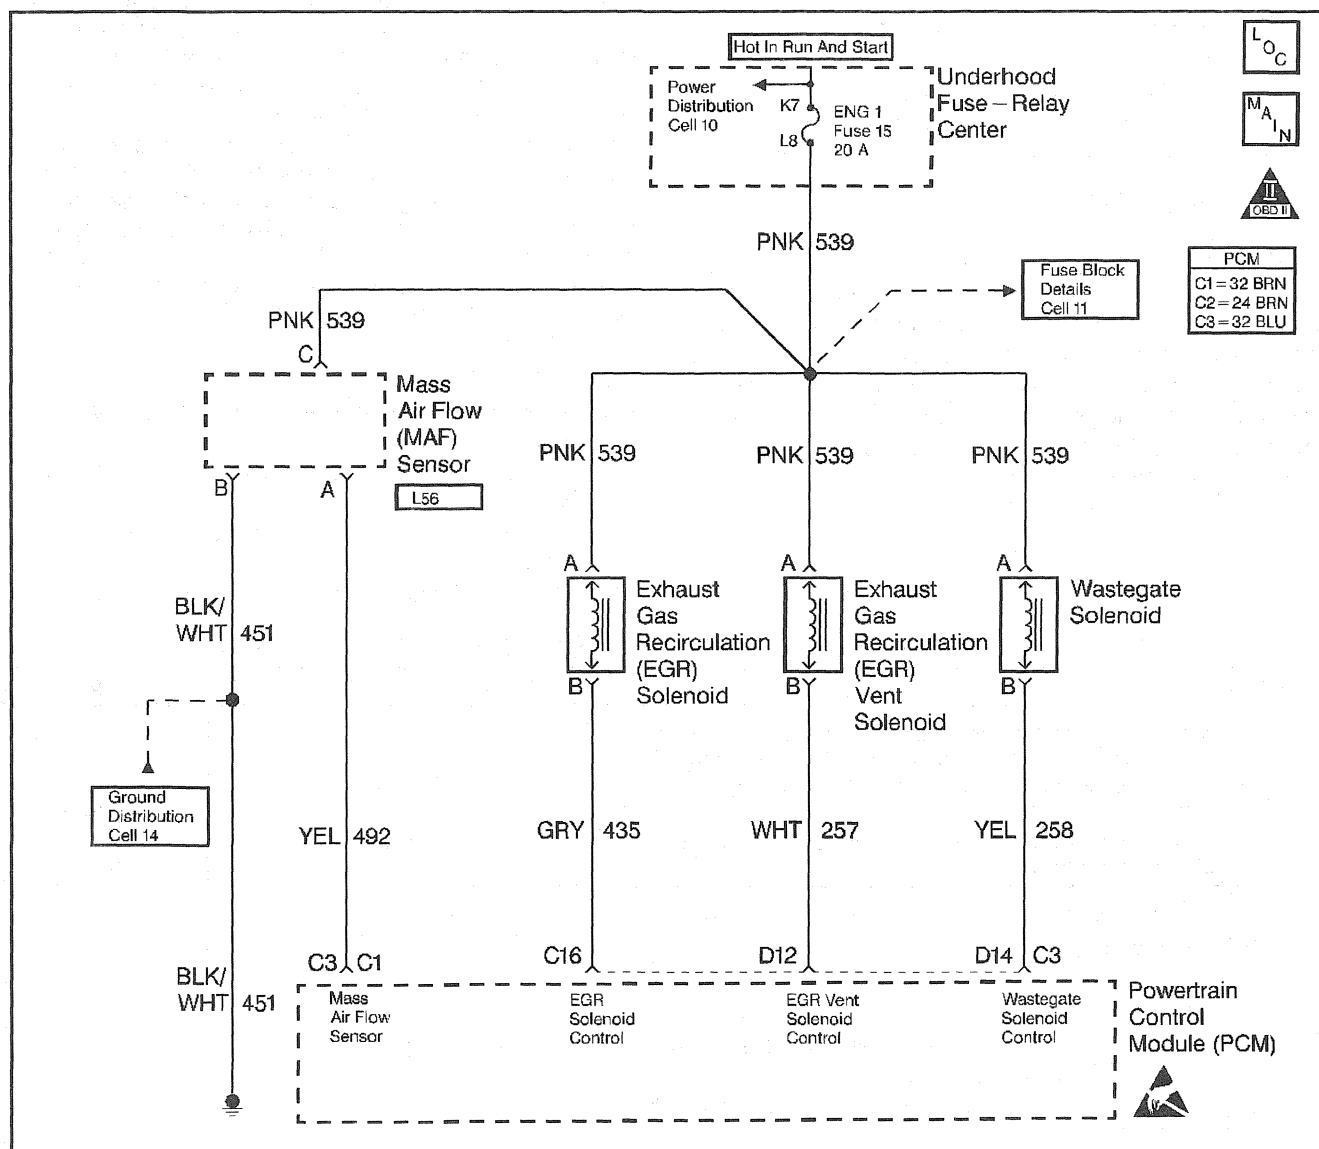 Hot In Run And Start
LOC
Power
Distribution
Cell 10
K7
L8
ENG 1
Fuse 15
20 A
Underhood
Fuse – Relay
Center
MAIN
II
OBD II
PNK 539
Fuse Block
Details
Cell 11
PCM
C1 = 32 BRN
C2 = 24 BRN
C3 = 32 BLU
PNK 539
C
Mass
Air Flow
(MAF)
Sensor
L56
B
A
PNK 539
PNK 539
PNK 539
A
A
A
Exhaust
Gas
Recirculation
(EGR)
Solenoid
Exhaust
Gas
Recirculation
(EGR)
Vent
Solenoid
Wastegate
Solenoid
B
B
B
BLK/
WHT 451
Ground
Distribution
Cell 14
YEL 492
GRY 435
WHT 257
YEL 258
BLK/
WHT 451
C3 C1
C16
D12
D14 C3
Mass
Air Flow
Sensor
EGR
Solenoid
Control
EGR Vent
Solenoid
Control
Wastegate
Solenoid
Control
Powertrain
Control
Module (PCM)